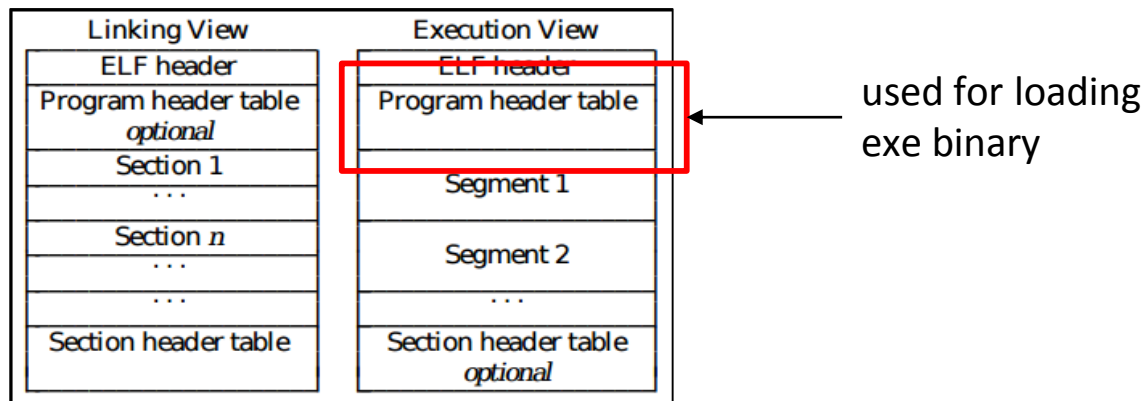 Linking View
ELF header
Program header table
optional
Section 1
. . .
Section n
. . .
. . .
Section header table
Execution View
ELF header
Program header table
Segment 1
Segment 2
. . .
Section header table
optional
used for loading
exe binary